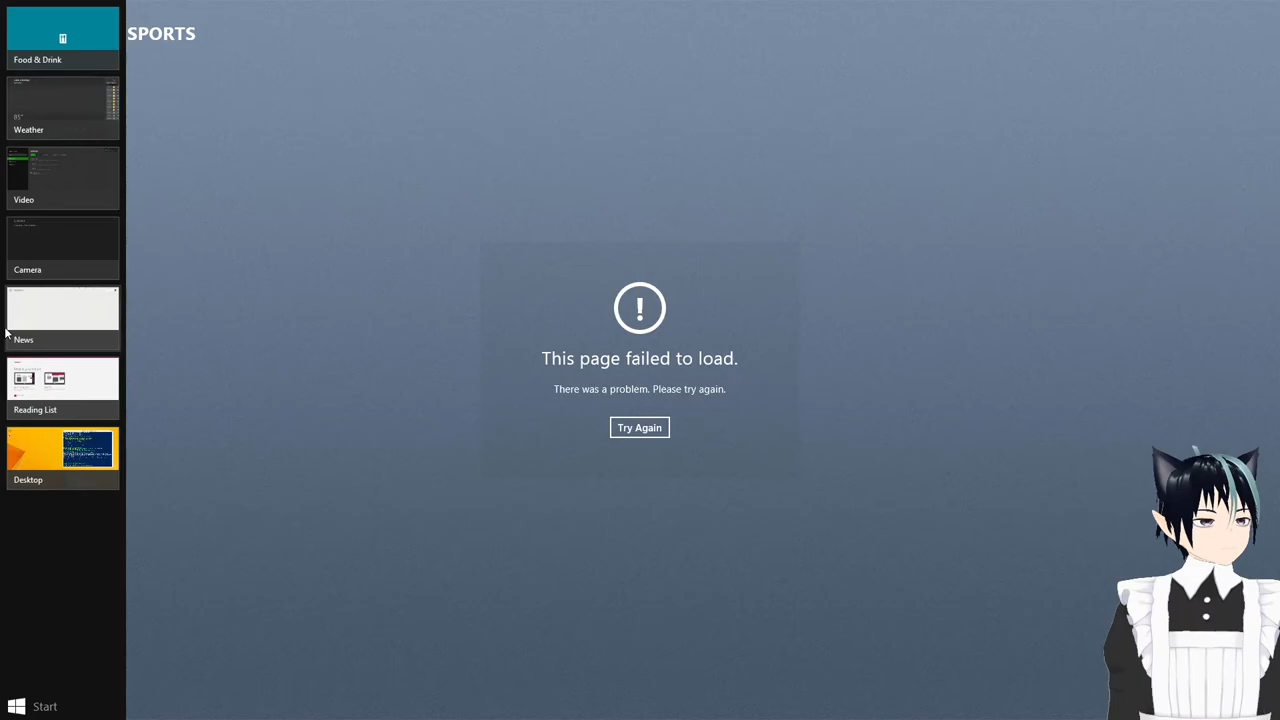 SPORTS
Food & Drink
85°
Weather
Video
Camera
News
Reading List
Desktop
Start
!
This page failed to load.
There was a problem. Please try again.
Try Again